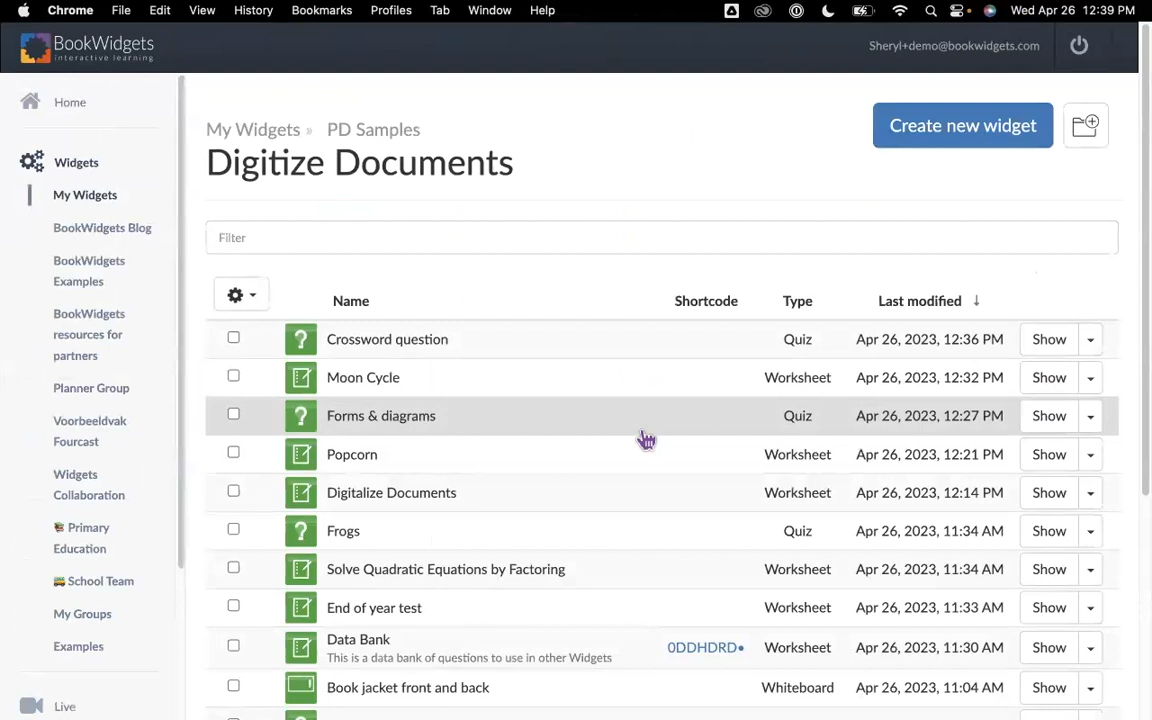 Chrome File Edit View History Bookmarks Profiles Tab Window Help Wed Apr 26 12:39 PM
BookWidgets
interactive learning
Sheryl+demo@bookwidgets.com
Home
Widgets
My Widgets
BookWidgets Blog
BookWidgets
Examples
BookWidgets
resources for
partners
Planner Group
Voorbeeldvak
Fourcast
Widgets
Collaboration
Primary
Education
School Team
My Groups
Examples
Live
My Widgets » PD Samples
Digitize Documents
Create new widget
Filter
Name Shortcode Type Last modified ↓
Crossword question Quiz Apr 26, 2023, 12:36 PM Show
Moon Cycle Worksheet Apr 26, 2023, 12:32 PM Show
Forms & diagrams Quiz Apr 26, 2023, 12:27 PM Show
Popcorn Worksheet Apr 26, 2023, 12:21 PM Show
Digitalize Documents Worksheet Apr 26, 2023, 12:14 PM Show
Frogs Quiz Apr 26, 2023, 11:34 AM Show
Solve Quadratic Equations by Factoring Worksheet Apr 26, 2023, 11:34 AM Show
End of year test Worksheet Apr 26, 2023, 11:33 AM Show
Data Bank 0DDHDRD• Worksheet Apr 26, 2023, 11:30 AM Show
This is a data bank of questions to use in other Widgets
Book jacket front and back Whiteboard Apr 26, 2023, 11:04 AM Show